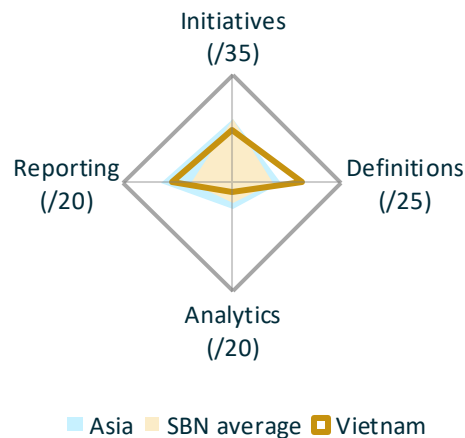 Initiatives
(/35)
Reporting
(/20)
Definitions
(/25)
Analytics
(/20)
Asia SBN average Vietnam